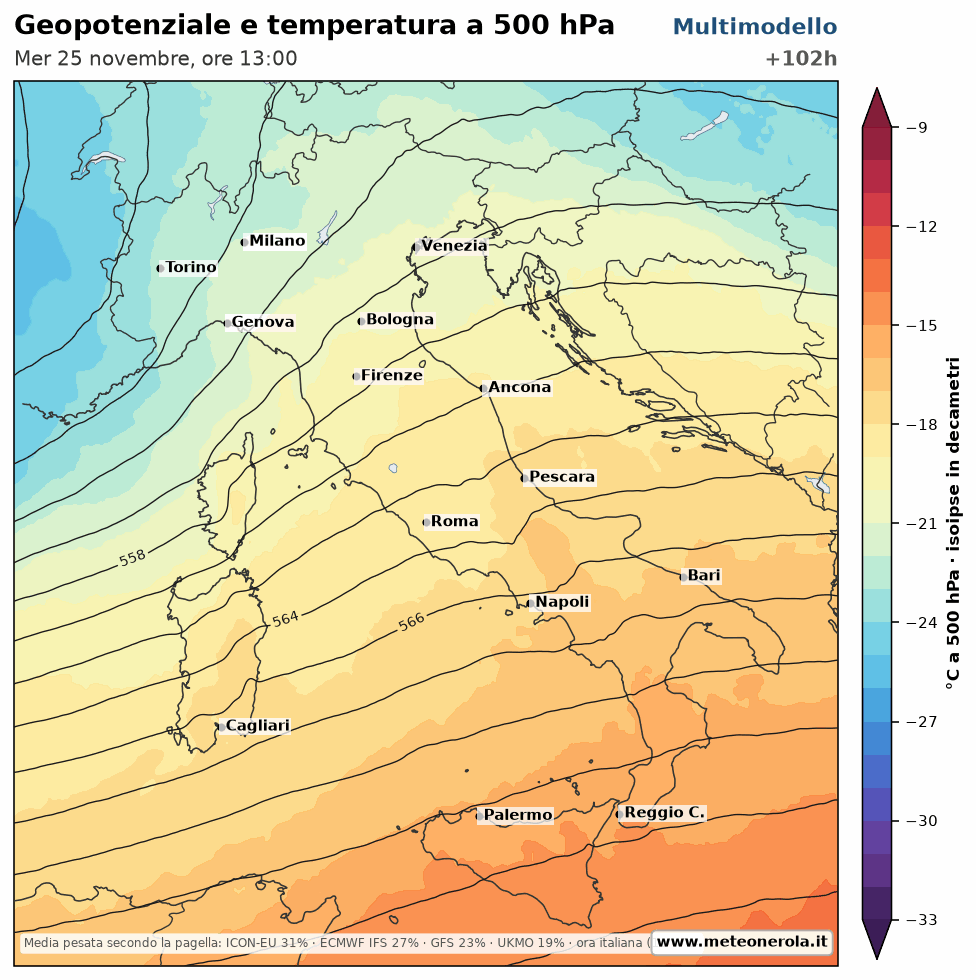 Geopotenziale e temperatura a 500 hPa
Multimodello
Mer 25 novembre, ore 13:00
+102h
Milano
Torino
Venezia
Genova
Bologna
Firenze
Ancona
Pescara
Roma
558
Bari
Napoli
564
566
Cagliari
Palermo
Reggio C.
−9
−12
−15
−18
−21
−24
−27
−30
−33
°C a 500 hPa · isoipse in decametri
Media pesata secondo la pagella: ICON-EU 31% · ECMWF IFS 27% · GFS 23% · UKMO 19% · ora italiana (
www.meteonerola.it